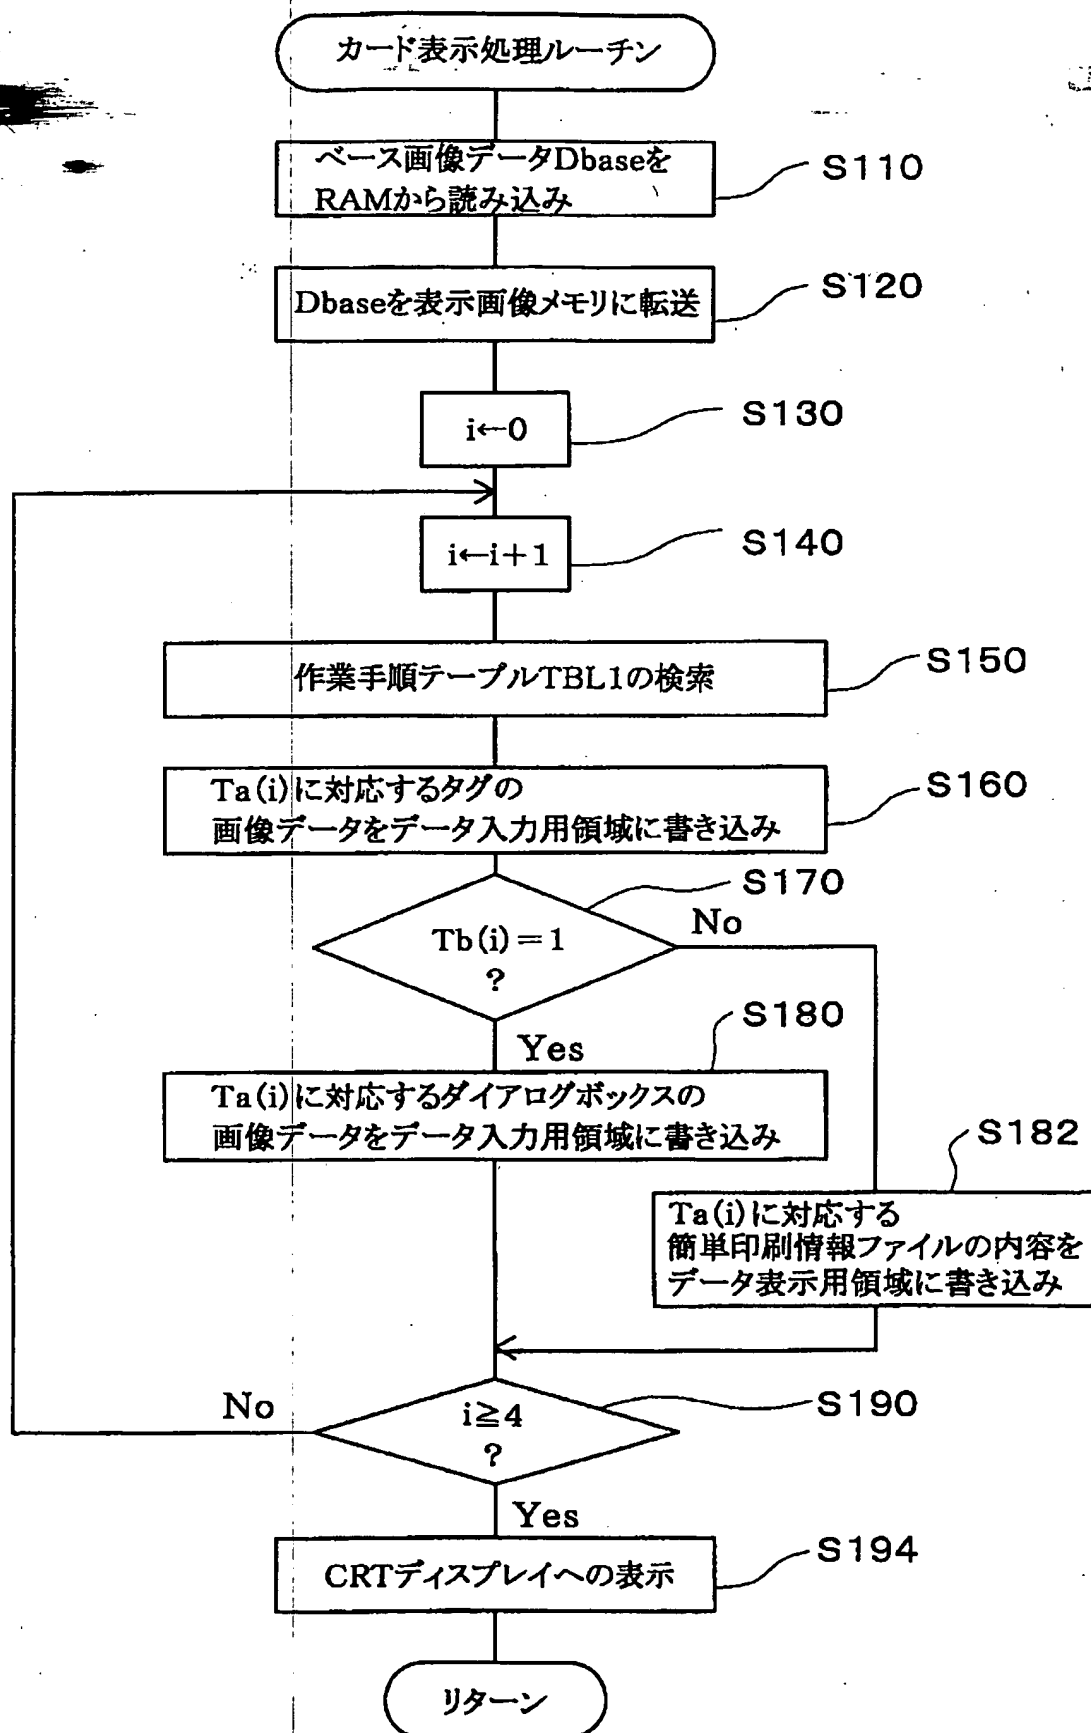 カード表示処理ルーチン
ベース画像データDbaseを
RAMから読み込み
S110
Dbaseを表示画像メモリに転送
S120
i←0
S130
i←i+1
S140
作業手順テーブルTBL1の検索
S150
Ta(i)に対応するタグの
画像データをデータ入力用領域に書き込み
S160
S170
Tb(i)=1
?
No
Yes
S180
Ta(i)に対応するダイアログボックスの
画像データをデータ入力用領域に書き込み
S182
Ta(i)に対応する
簡単印刷情報ファイルの内容を
データ表示用領域に書き込み
i≧4
?
S190
No
Yes
CRTディスプレイへの表示
S194
リターン